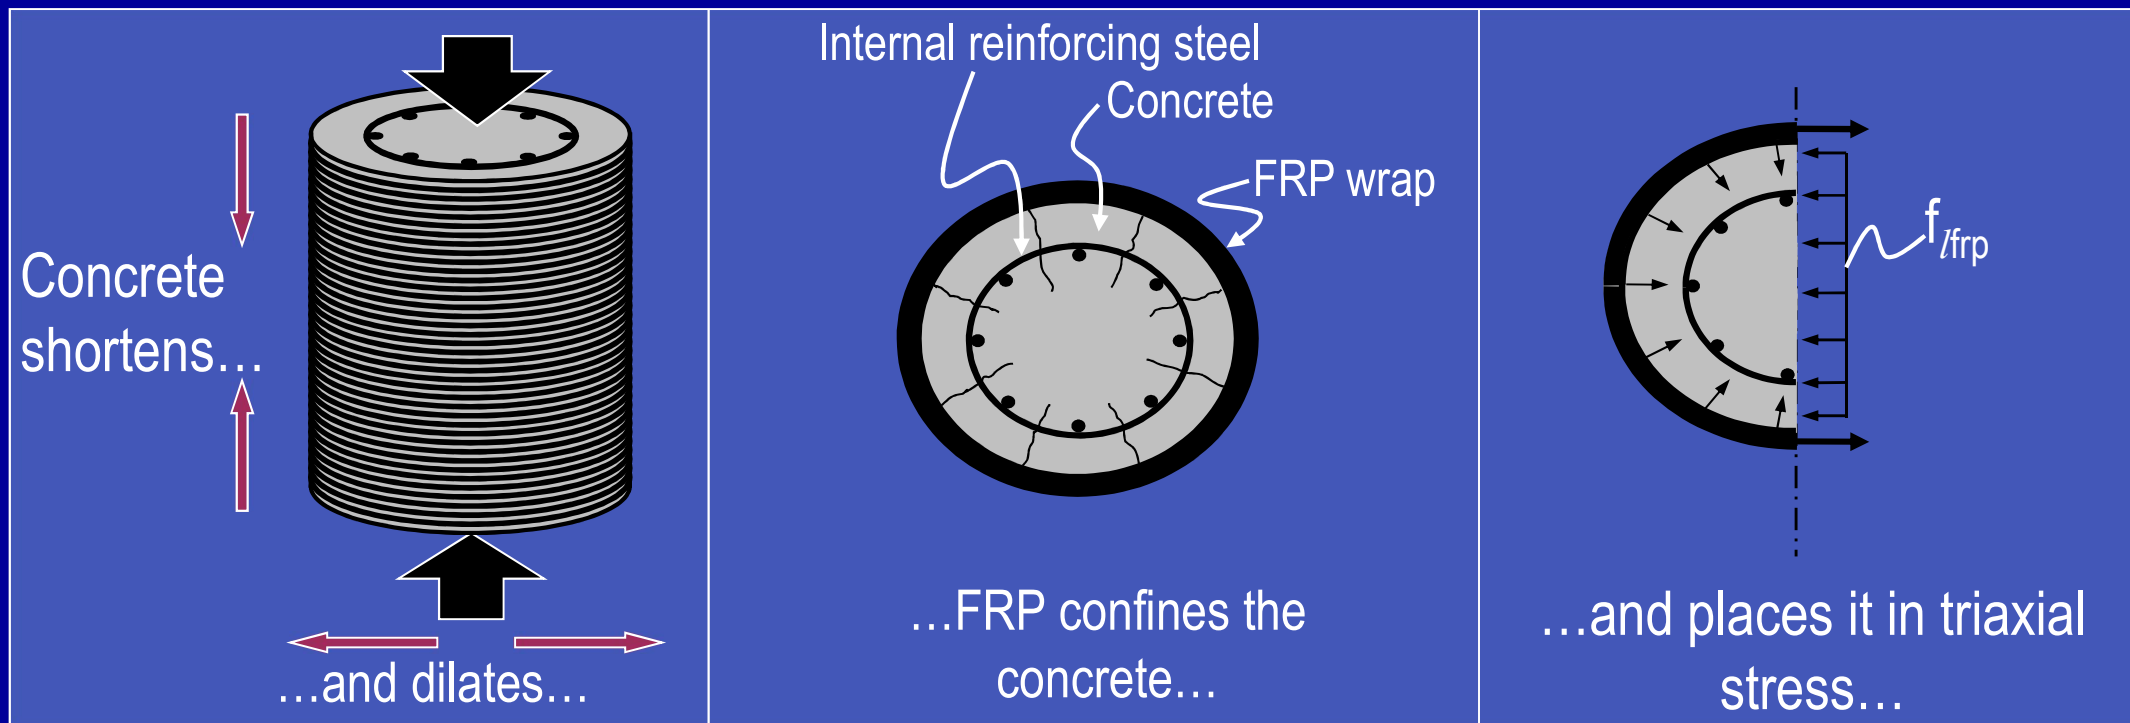 Concrete
shortens…
…and dilates…
Internal reinforcing steel
Concrete
FRP wrap
…FRP confines the
concrete…
flfrp
…and places it in triaxial
stress…